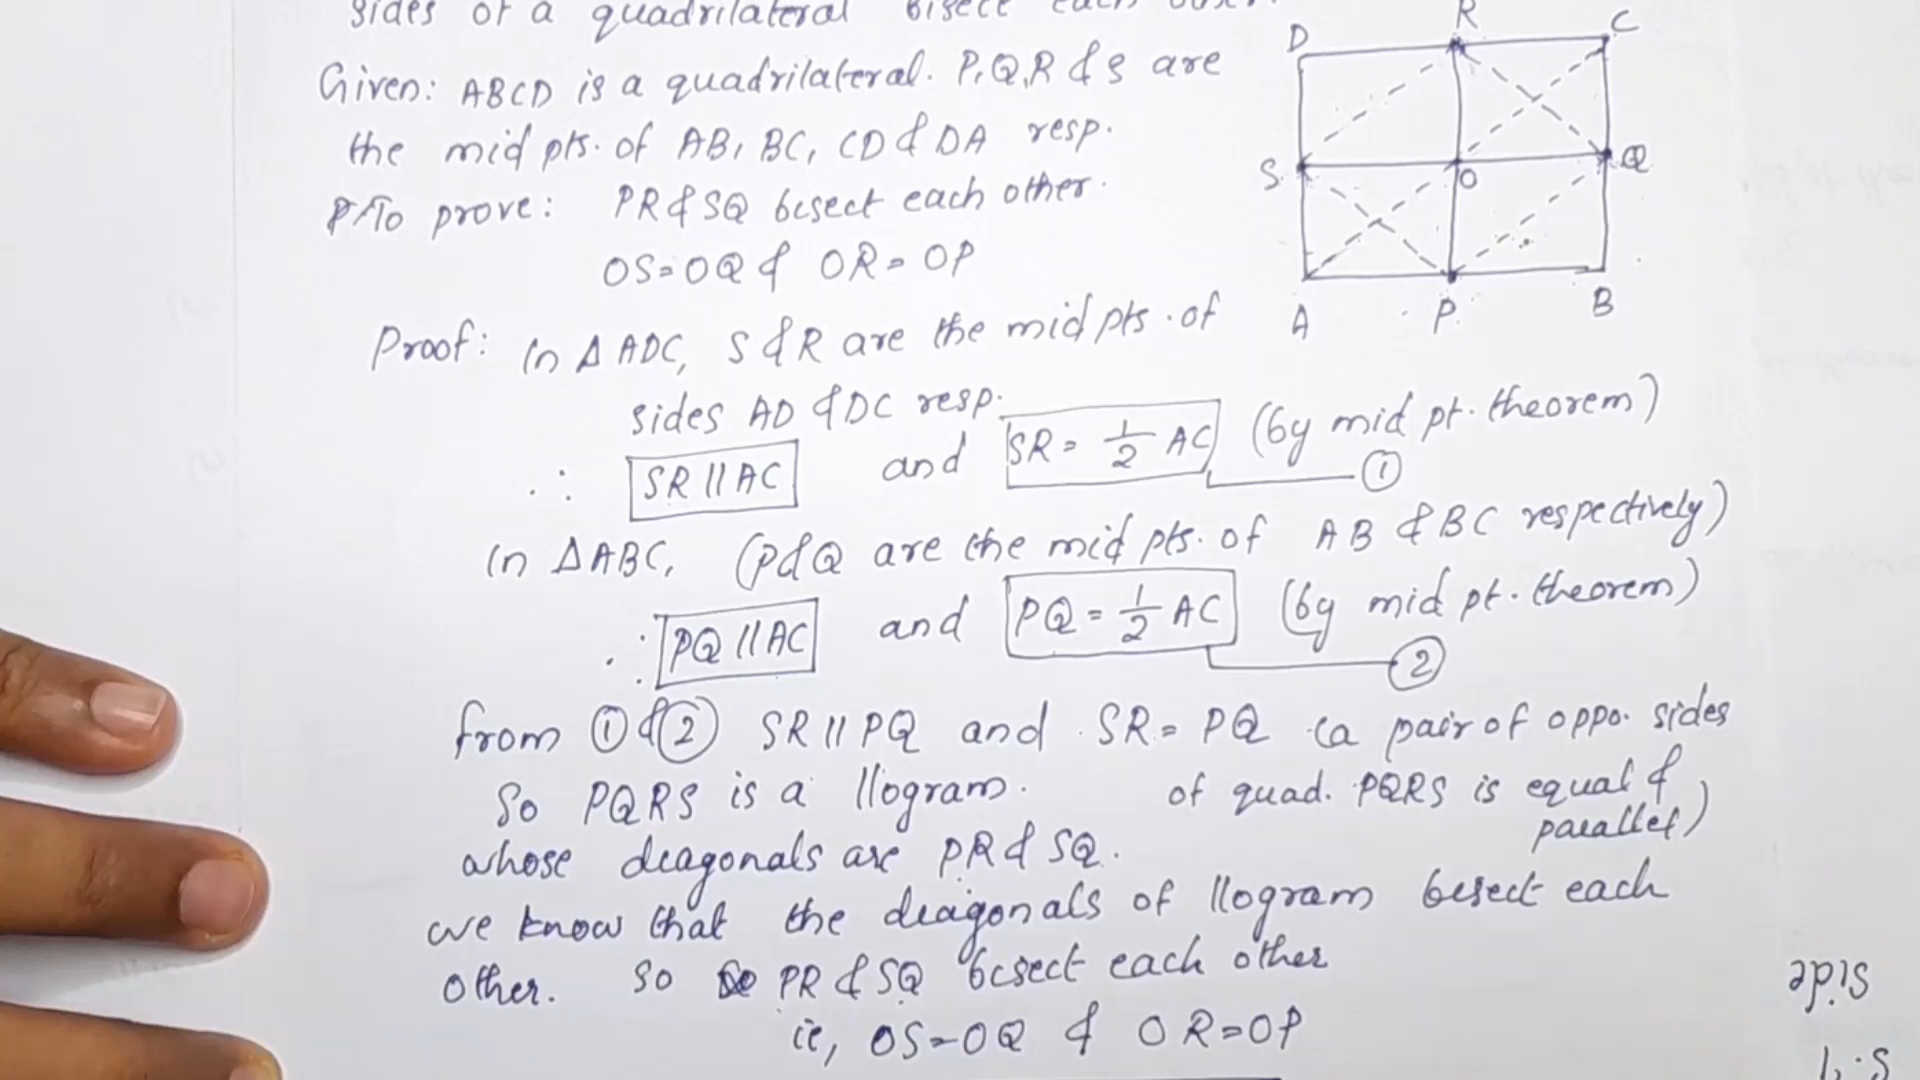 sides of a quadrilateral bisect each other.
Given: ABCD is a quadrilateral. P,Q,R & S are
the mid pts. of AB, BC, CD & DA resp.
To prove: PR & SQ bisect each other.
OS=OQ & OR=OP
Proof: In Δ ADC, S & R are the mid pts. of
sides AD & DC resp.
∴ SR || AC and SR = 1/2 AC (by mid pt. theorem)
①
In ΔABC, (P & Q are the mid pts. of AB & BC respectively)
∴ PQ || AC and PQ = 1/2 AC (by mid pt. theorem)
②
from ① & ② SR || PQ and SR = PQ (a pair of oppo. sides
So PQRS is a ||ogram. of quad. PQRS is equal &
parallel)
whose diagonals are PR & SQ.
we know that the diagonals of ||ogram bisect each
other. So PR & SQ bisect each other
ie, OS=OQ & OR=OP
D R C
S O Q
A P B
side